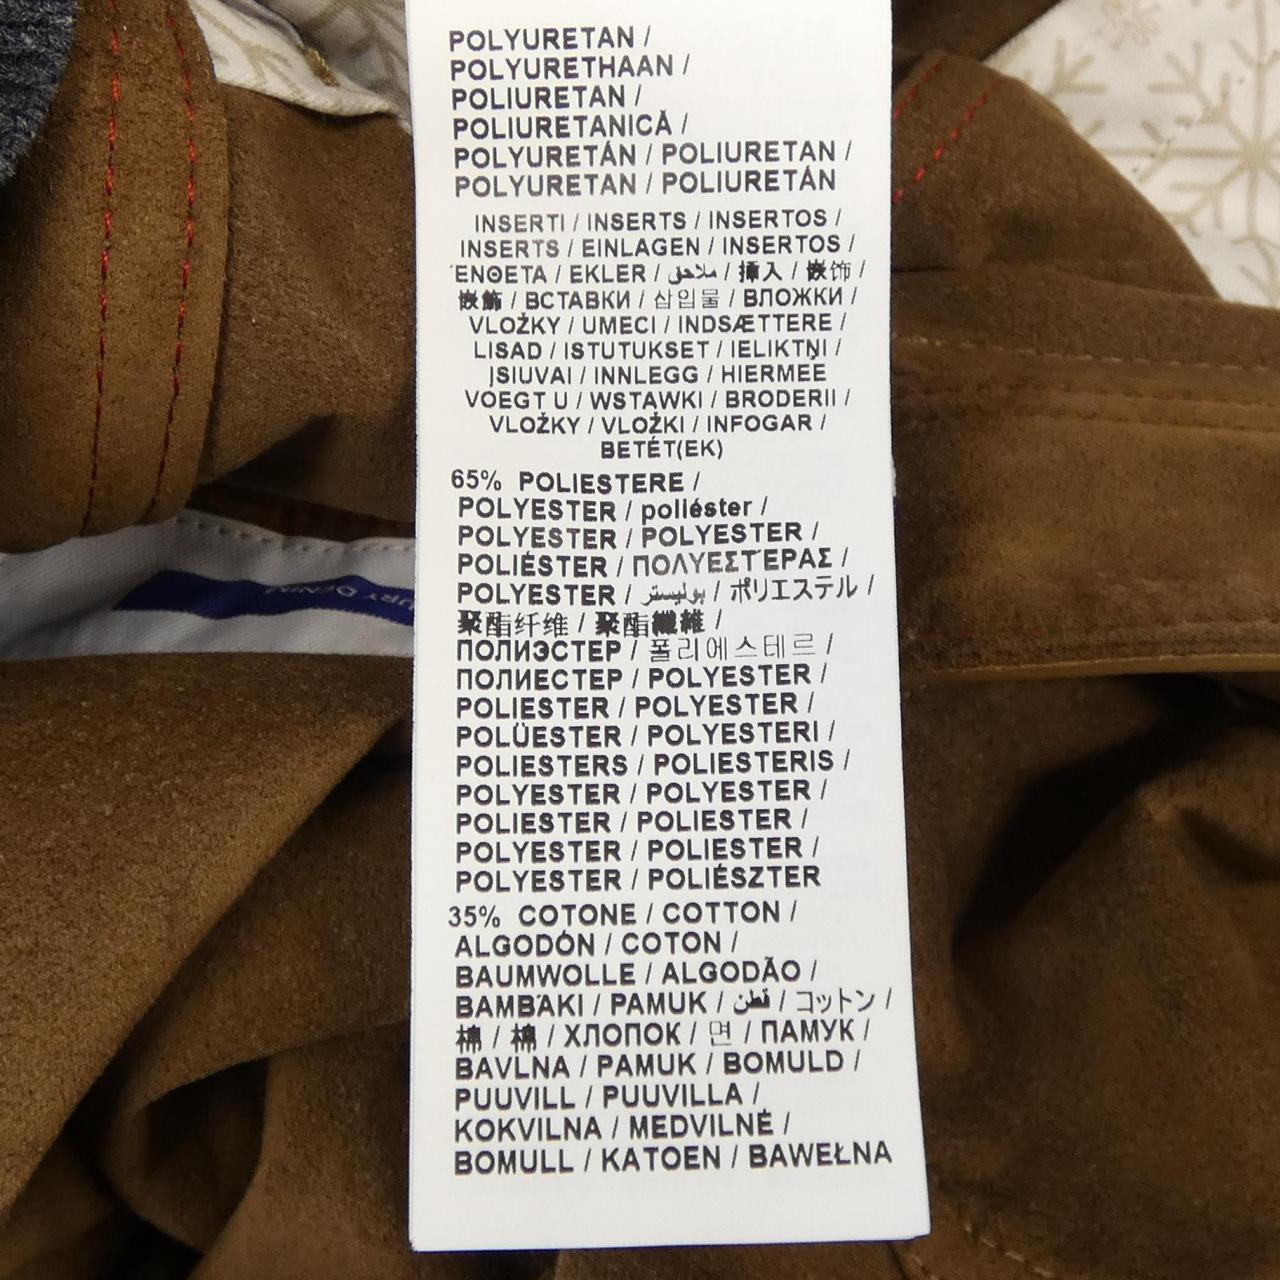 POLYURETAN /
POLYURETHAAN /
POLIURETAN /
POLIURETANICĂ /
POLYURETÁN / POLIURETAN /
POLYURETAN / POLIURETÁN
INSERTI / INSERTS / INSERTOS /
INSERTS / EINLAGEN / INSERTOS /
ΈΝΘΕΤΑ / EKLER / ملاحق / 挿入 / 嵌饰 /
嵌飾 / ВСТАВКИ / 삽입물 / ВЛОЖКИ /
VLOŽKY / UMECI / INDSÆTTERE /
LISAD / ISTUTUKSET / IELIKTŅI /
ĮSIUVAI / INNLEGG / HIERMEE
VOEGT U / WSTAWKI / BRODERII /
VLOŽKY / VLOŽKI / INFOGAR /
BETÉT(EK)
65% POLIESTERE /
POLYESTER / poliéster /
POLYESTER / POLYESTER /
POLIÉSTER / ΠΟΛΥΕΣΤΈΡΑΣ /
POLYESTER / بوليستر / ポリエステル /
聚酯纤维 / 聚酯纖維 /
ПОЛИЭСТЕР / 폴리에스테르 /
ПОЛИЕСТЕР / POLYESTER /
POLIESTER / POLYESTER /
POLÜESTER / POLYESTERI /
POLIESTERS / POLIESTERIS /
POLYESTER / POLYESTER /
POLIESTER / POLIESTER /
POLYESTER / POLIESTER /
POLYESTER / POLIÉSZTER
35% COTONE / COTTON /
ALGODÓN / COTON /
BAUMWOLLE / ALGODÃO /
ΒΑΜΒΆΚΙ / PAMUK / قطن / コットン /
棉 / 棉 / ХЛОПОК / 면 / ПАМУК /
BAVLNA / PAMUK / BOMULD /
PUUVILL / PUUVILLA /
KOKVILNA / MEDVILNĖ /
BOMULL / KATOEN / BAWEŁNA
URY DENIM